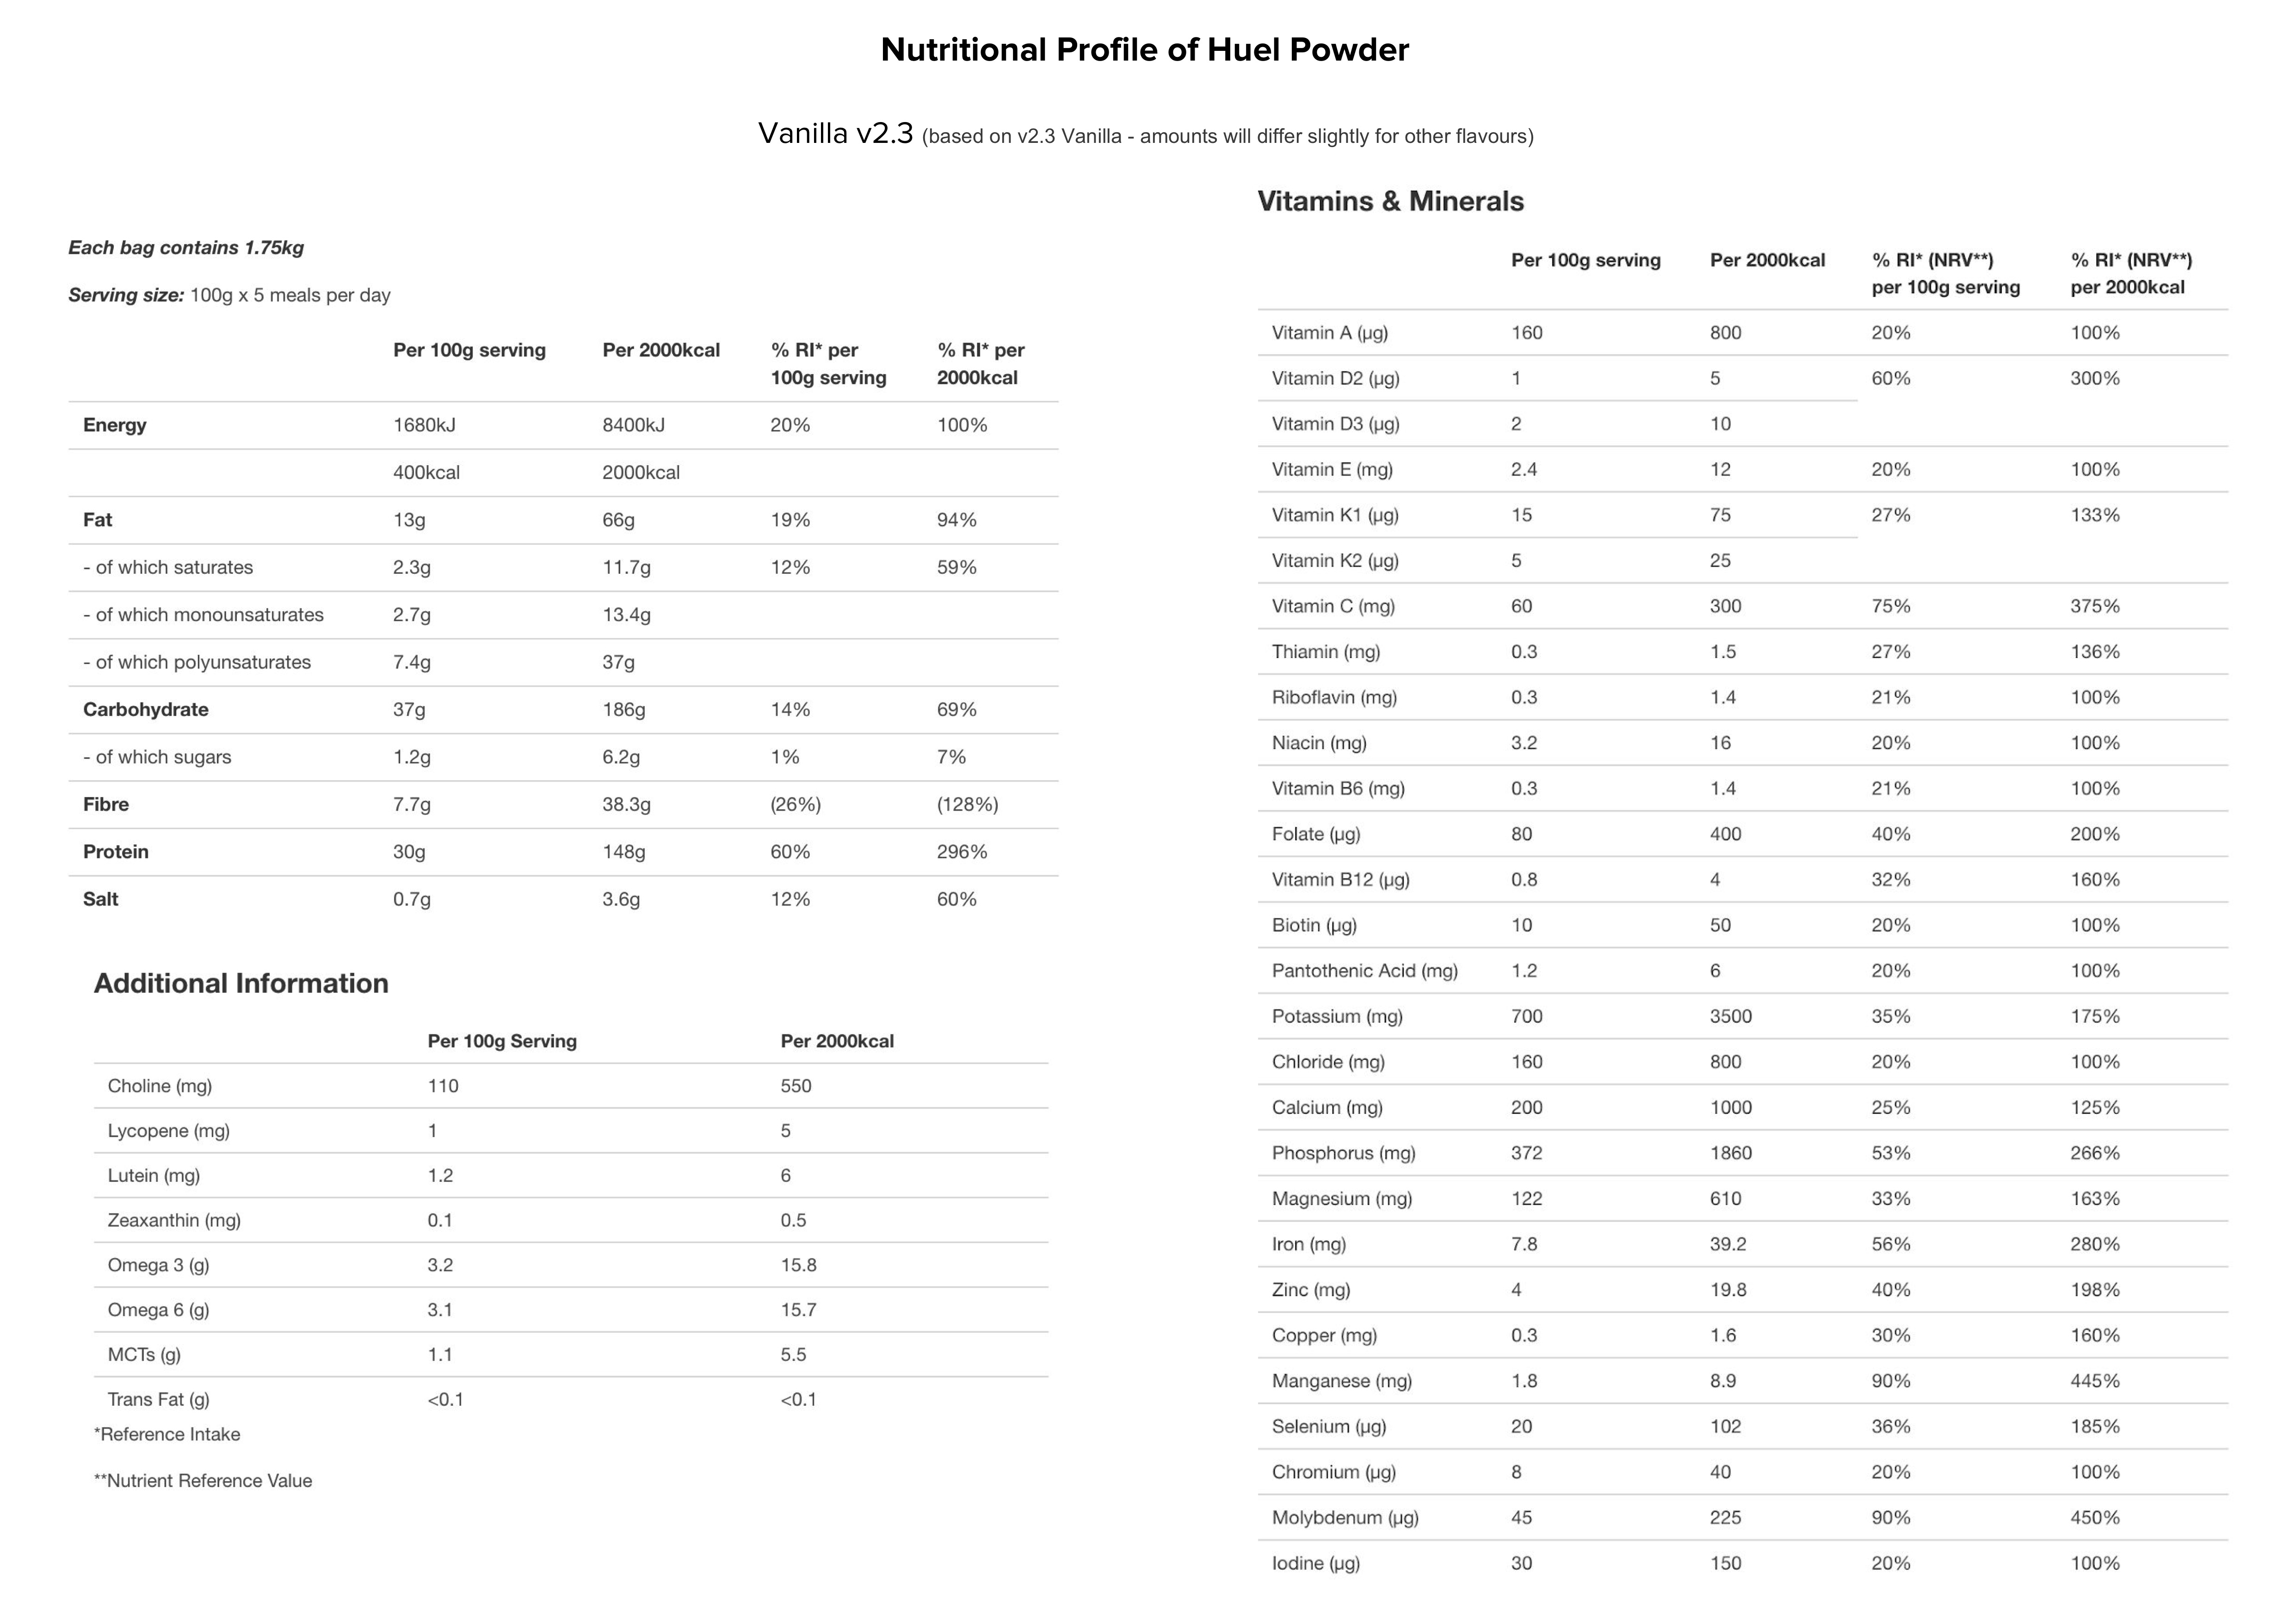 Nutritional Profile of Huel Powder
Vanilla v2.3 (based on v2.3 Vanilla - amounts will differ slightly for other flavours)
Each bag contains 1.75kg
Serving size: 100g x 5 meals per day
Per 100g serving Per 2000kcal % RI* per 100g serving % RI* per 2000kcal
Energy 1680kJ 8400kJ 20% 100%
400kcal 2000kcal
Fat 13g 66g 19% 94%
- of which saturates 2.3g 11.7g 12% 59%
- of which monounsaturates 2.7g 13.4g
- of which polyunsaturates 7.4g 37g
Carbohydrate 37g 186g 14% 69%
- of which sugars 1.2g 6.2g 1% 7%
Fibre 7.7g 38.3g (26%) (128%)
Protein 30g 148g 60% 296%
Salt 0.7g 3.6g 12% 60%
Additional Information
Per 100g Serving Per 2000kcal
Choline (mg) 110 550
Lycopene (mg) 1 5
Lutein (mg) 1.2 6
Zeaxanthin (mg) 0.1 0.5
Omega 3 (g) 3.2 15.8
Omega 6 (g) 3.1 15.7
MCTs (g) 1.1 5.5
Trans Fat (g) <0.1 <0.1
*Reference Intake
**Nutrient Reference Value
Vitamins & Minerals
Per 100g serving Per 2000kcal % RI* (NRV**) per 100g serving % RI* (NRV**) per 2000kcal
Vitamin A (µg) 160 800 20% 100%
Vitamin D2 (µg) 1 5 60% 300%
Vitamin D3 (µg) 2 10
Vitamin E (mg) 2.4 12 20% 100%
Vitamin K1 (µg) 15 75 27% 133%
Vitamin K2 (µg) 5 25
Vitamin C (mg) 60 300 75% 375%
Thiamin (mg) 0.3 1.5 27% 136%
Riboflavin (mg) 0.3 1.4 21% 100%
Niacin (mg) 3.2 16 20% 100%
Vitamin B6 (mg) 0.3 1.4 21% 100%
Folate (µg) 80 400 40% 200%
Vitamin B12 (µg) 0.8 4 32% 160%
Biotin (µg) 10 50 20% 100%
Pantothenic Acid (mg) 1.2 6 20% 100%
Potassium (mg) 700 3500 35% 175%
Chloride (mg) 160 800 20% 100%
Calcium (mg) 200 1000 25% 125%
Phosphorus (mg) 372 1860 53% 266%
Magnesium (mg) 122 610 33% 163%
Iron (mg) 7.8 39.2 56% 280%
Zinc (mg) 4 19.8 40% 198%
Copper (mg) 0.3 1.6 30% 160%
Manganese (mg) 1.8 8.9 90% 445%
Selenium (µg) 20 102 36% 185%
Chromium (µg) 8 40 20% 100%
Molybdenum (µg) 45 225 90% 450%
Iodine (µg) 30 150 20% 100%